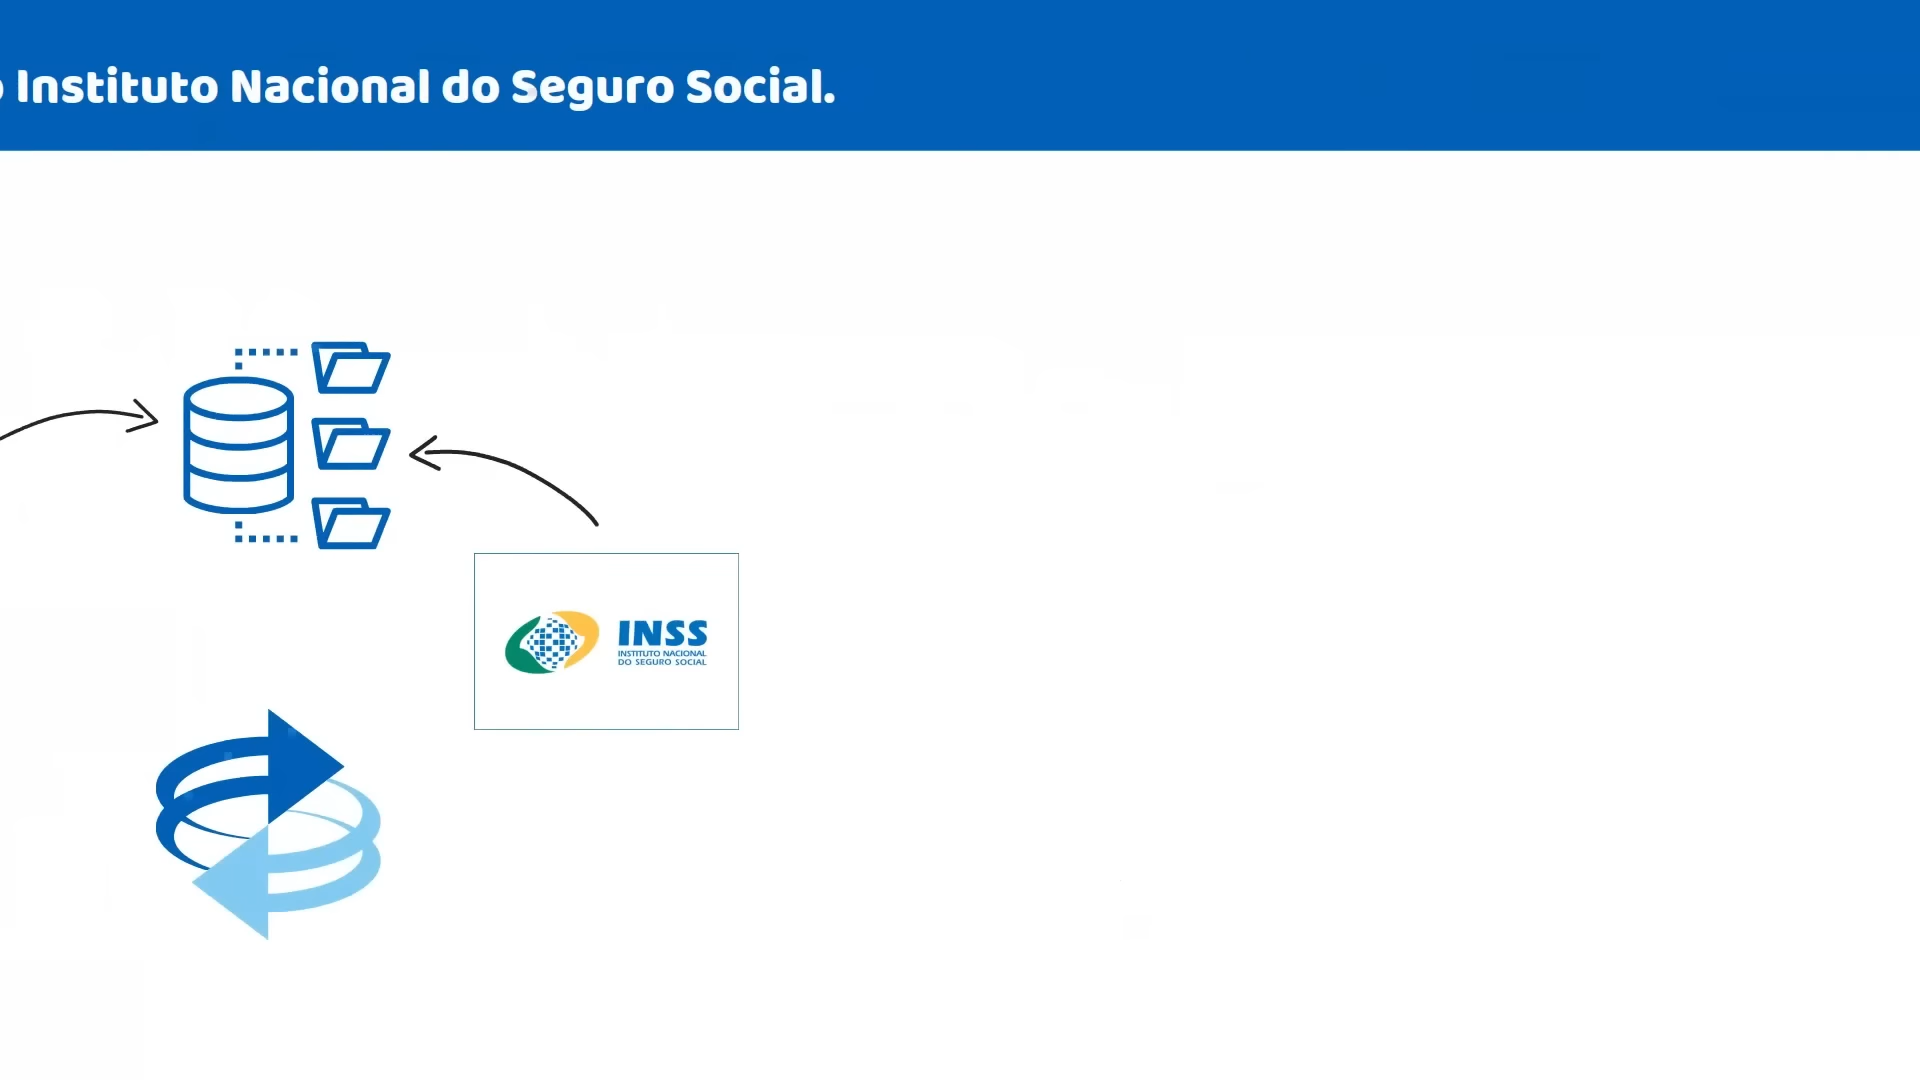 Instituto Nacional do Seguro Social.
INSS
INSTITUTO NACIONAL
DO SEGURO SOCIAL